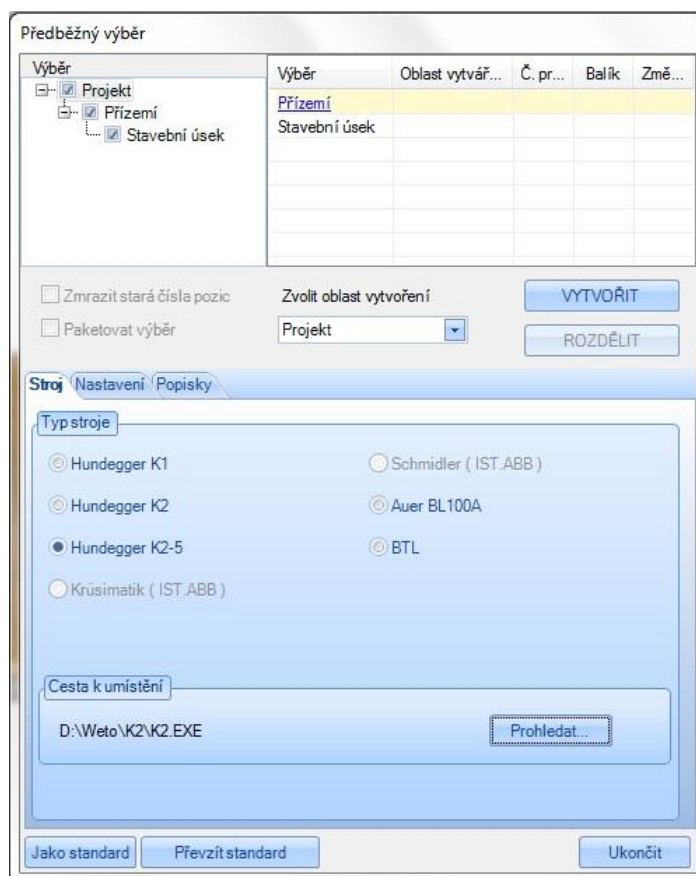 Předběžný výběr
Výběr
Projekt
Přízemí
Stavební úsek
Výběr Oblast vytvář... Č. pr... Balík Změ...
Přízemí
Stavební úsek
Zmrazit stará čísla pozic
Paketovat výběr
Zvolit oblast vytvoření
Projekt
VYTVOŘIT
ROZDĚLIT
Stroj Nastavení Popisky
Typ stroje
Hundegger K1 Schmidler ( IST.ABB )
Hundegger K2 Auer BL100A
Hundegger K2-5 BTL
Krüsimatik ( IST.ABB )
Cesta k umístění
D:\Weto\K2\K2.EXE Prohledat...
Jako standard Převzít standard Ukončit